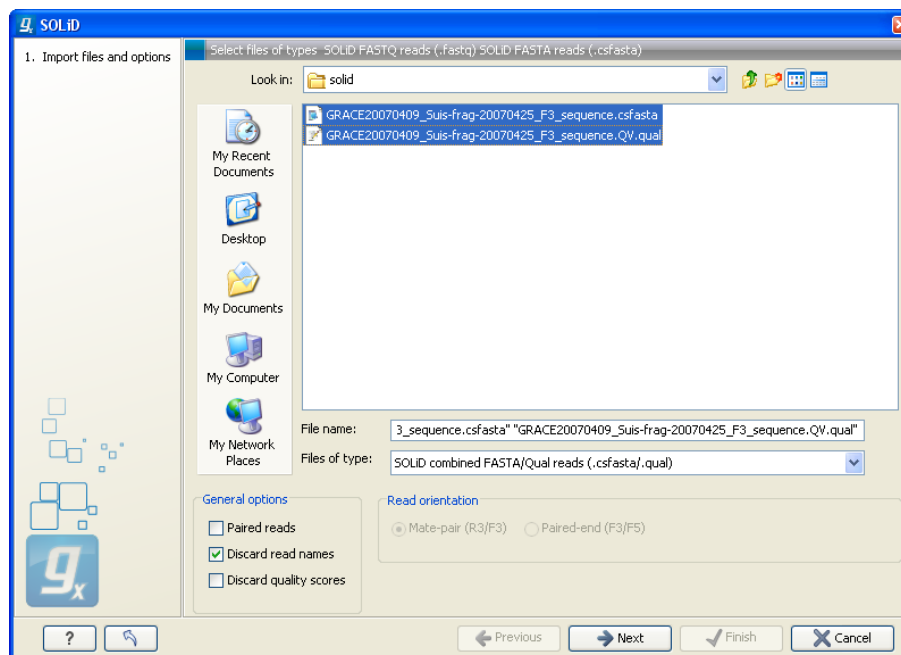 SOLiD
1. Import files and options
Select files of types SOLiD FASTQ reads (.fastq) SOLiD FASTA reads (.csfasta)
Look in: solid
GRACE20070409_Suis-frag-20070425_F3_sequence.csfasta
GRACE20070409_Suis-frag-20070425_F3_sequence.QV.qual
My Recent
Documents
Desktop
My Documents
My Computer
My Network
Places
File name: 3_sequence.csfasta" "GRACE20070409_Suis-frag-20070425_F3_sequence.QV.qual"
Files of type: SOLiD combined FASTA/Qual reads (.csfasta/.qual)
General options
Paired reads
Discard read names
Discard quality scores
Read orientation
Mate-pair (R3/F3) Paired-end (F3/F5)
gx
? Previous Next Finish Cancel